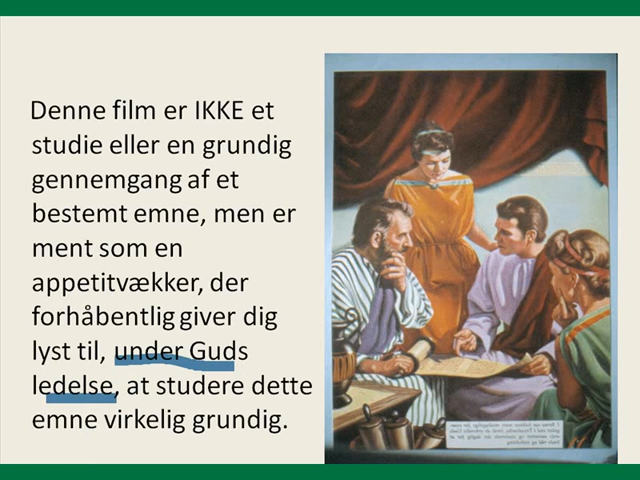 Denne film er IKKE et
studie eller en grundig
gennemgang af et
bestemt emne, men er
ment som en
appetitvækker, der
forhåbentlig giver dig
lyst til, under Guds
ledelse, at studere dette
emne virkelig grundig.